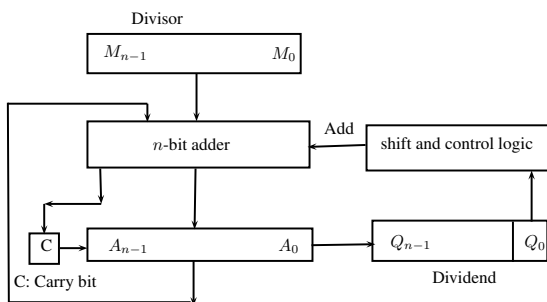 Divisor
M_{n−1} M_0
Add
n-bit adder
shift and control logic
C
A_{n−1} A_0
Q_{n−1} Q_0
C: Carry bit
Dividend